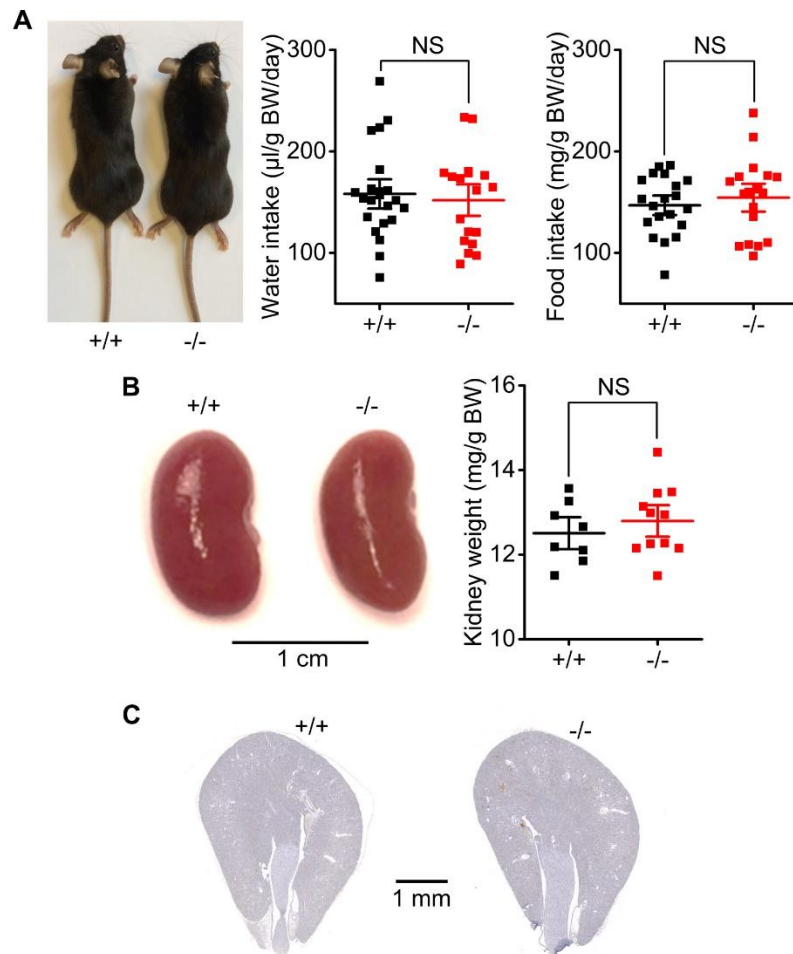 A
+/+ -/-
Water intake (µl/g BW/day)
300
200
100
NS
+/+ -/-
Food intake (mg/g BW/day)
300
200
100
NS
+/+ -/-
B
+/+ -/-
1 cm
Kidney weight (mg/g BW)
16
14
12
10
NS
+/+ -/-
C
+/+ -/-
1 mm